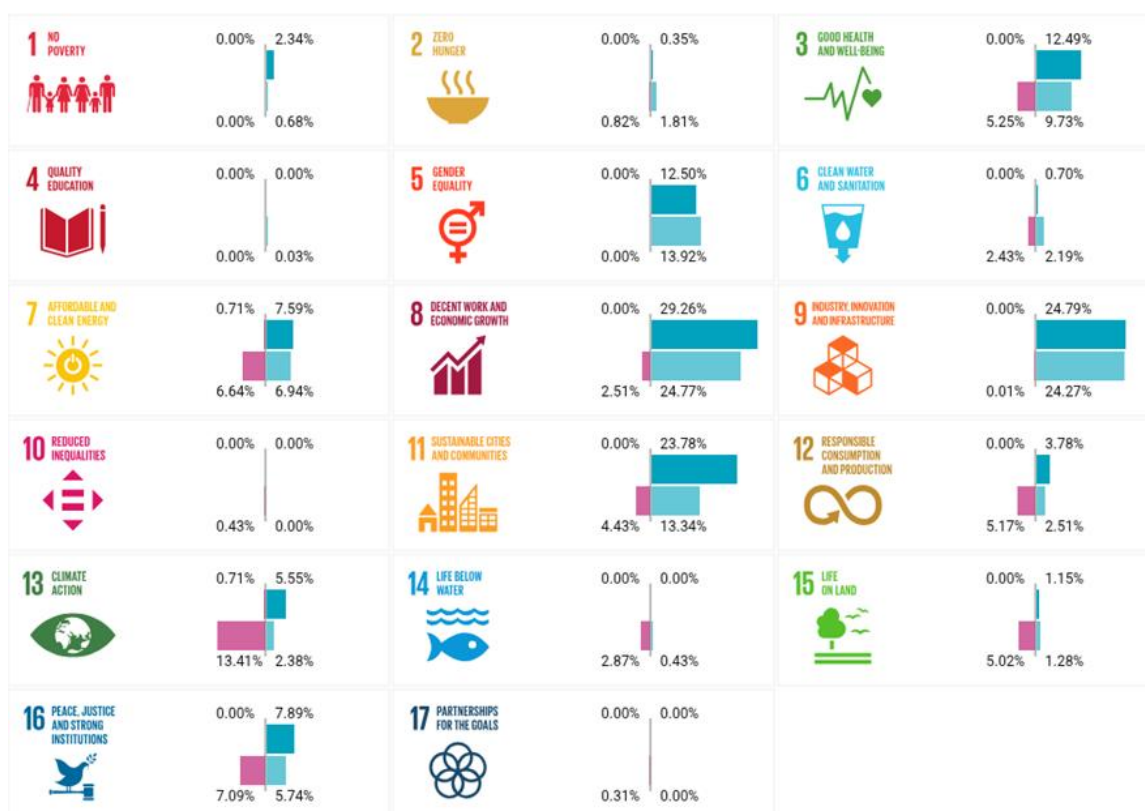 1 NO POVERTY
0.00% 2.34%
0.00% 0.68%
2 ZERO HUNGER
0.00% 0.35%
0.82% 1.81%
3 GOOD HEALTH AND WELL-BEING
0.00% 12.49%
5.25% 9.73%
4 QUALITY EDUCATION
0.00% 0.00%
0.00% 0.03%
5 GENDER EQUALITY
0.00% 12.50%
0.00% 13.92%
6 CLEAN WATER AND SANITATION
0.00% 0.70%
2.43% 2.19%
7 AFFORDABLE AND CLEAN ENERGY
0.71% 7.59%
6.64% 6.94%
8 DECENT WORK AND ECONOMIC GROWTH
0.00% 29.26%
2.51% 24.77%
9 INDUSTRY, INNOVATION AND INFRASTRUCTURE
0.00% 24.79%
0.01% 24.27%
10 REDUCED INEQUALITIES
0.00% 0.00%
0.43% 0.00%
11 SUSTAINABLE CITIES AND COMMUNITIES
0.00% 23.78%
4.43% 13.34%
12 RESPONSIBLE CONSUMPTION AND PRODUCTION
0.00% 3.78%
5.17% 2.51%
13 CLIMATE ACTION
0.71% 5.55%
13.41% 2.38%
14 LIFE BELOW WATER
0.00% 0.00%
2.87% 0.43%
15 LIFE ON LAND
0.00% 1.15%
5.02% 1.28%
16 PEACE, JUSTICE AND STRONG INSTITUTIONS
0.00% 7.89%
7.09% 5.74%
17 PARTNERSHIPS FOR THE GOALS
0.00% 0.00%
0.31% 0.00%